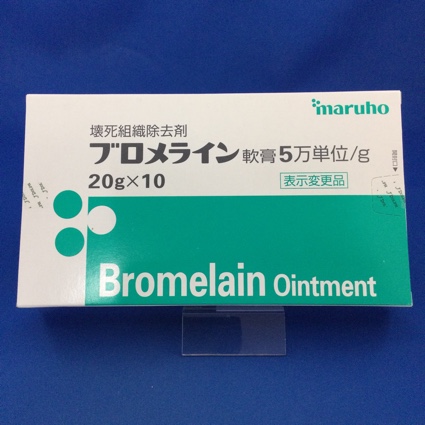 maruho
壊死組織除去剤
ブロメライン軟膏5万単位/g
20g×10
表示変更品
Bromelain Ointment